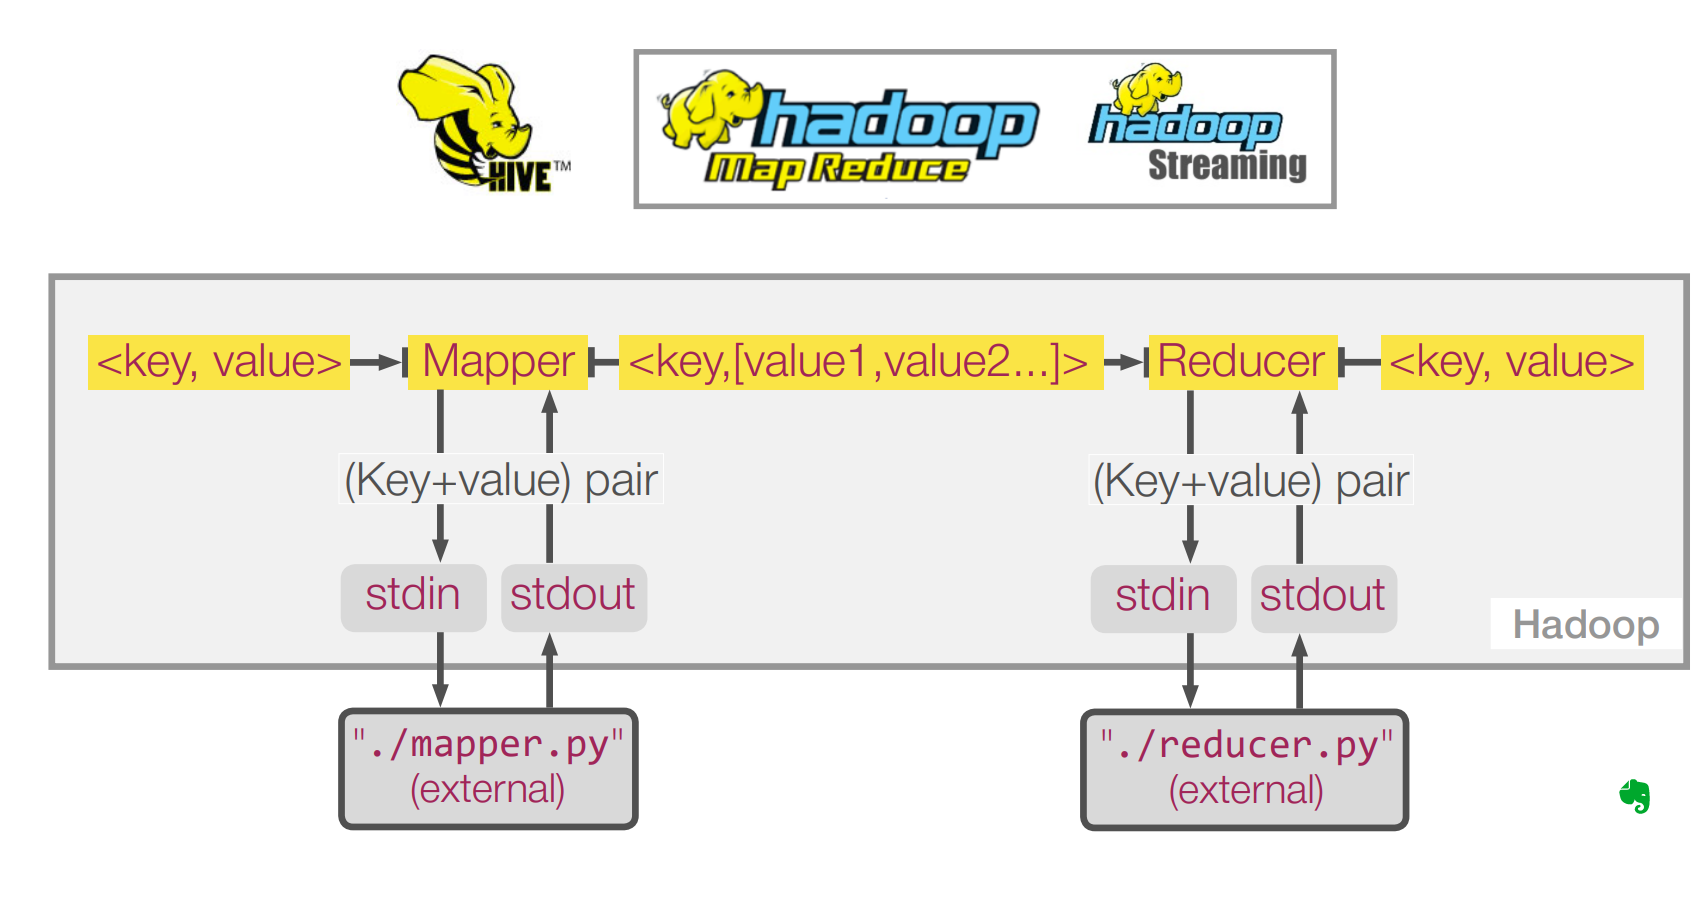 HIVE™
hadoop
Map Reduce
hadoop
Streaming
<key, value>
Mapper
<key,[value1,value2...]>
Reducer
<key, value>
(Key+value) pair
(Key+value) pair
stdin
stdout
stdin
stdout
Hadoop
"./mapper.py"
(external)
"./reducer.py"
(external)